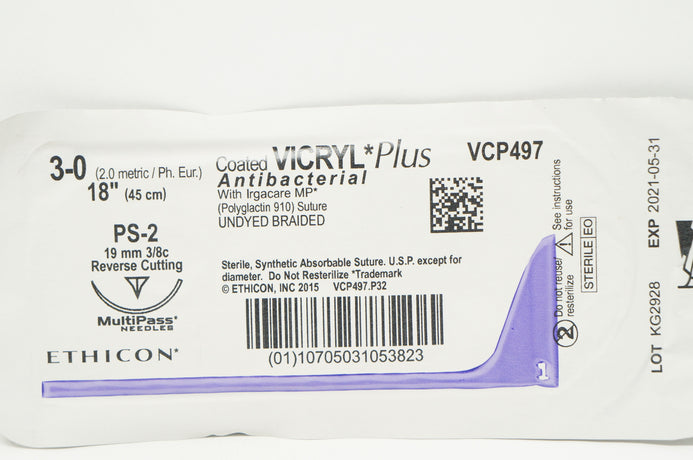 3-0 (2.0 metric / Ph. Eur.)
18" (45 cm)
PS-2
19 mm 3/8c
Reverse Cutting
MultiPass*
NEEDLES
ETHICON*
Coated VICRYL* Plus
Antibacterial
With Irgacare MP*
(Polyglactin 910) Suture
UNDYED BRAIDED
VCP497
Sterile, Synthetic Absorbable Suture. U.S.P. except for
diameter. Do Not Resterilize *Trademark
© ETHICON, INC 2015 VCP497.P32
(01)10705031053823
Do not reuse/
resterilize
See instructions
for use
STERILE EO
2
1
LOT KG2928 EXP 2021-05-31